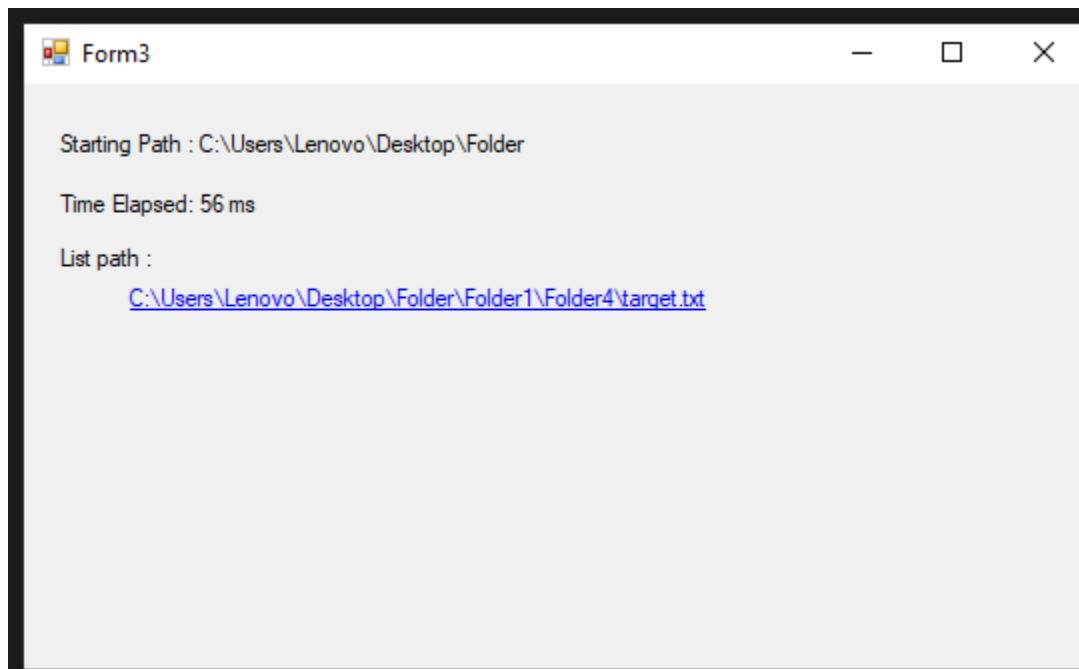 Form3
Starting Path : C:\Users\Lenovo\Desktop\Folder
Time Elapsed: 56 ms
List path :
C:\Users\Lenovo\Desktop\Folder\Folder1\Folder4\target.txt